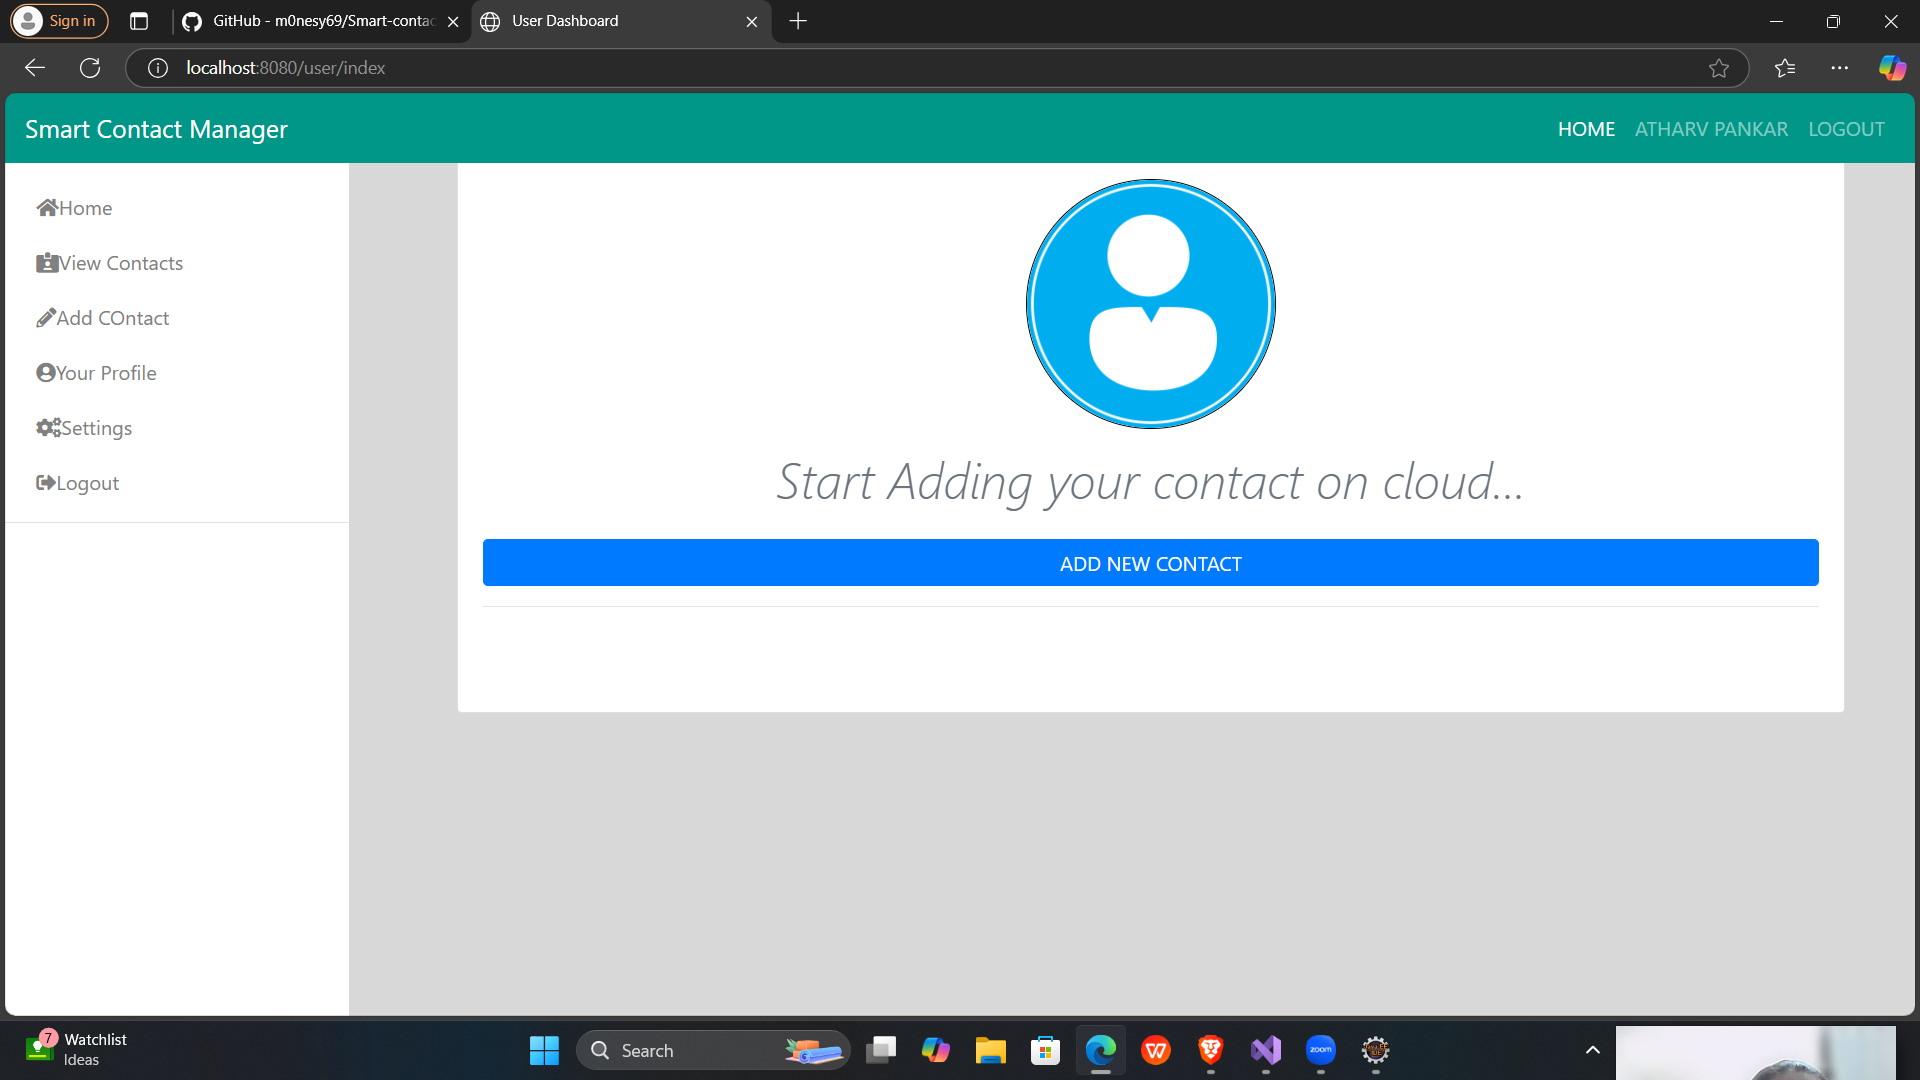 Sign in
GitHub - m0nesy69/Smart-contac
User Dashboard
localhost:8080/user/index
Smart Contact Manager
HOME ATHARV PANKAR LOGOUT
Home
View Contacts
Add COntact
Your Profile
Settings
Logout
Start Adding your contact on cloud...
ADD NEW CONTACT
7
Watchlist
Ideas
Search
zoom